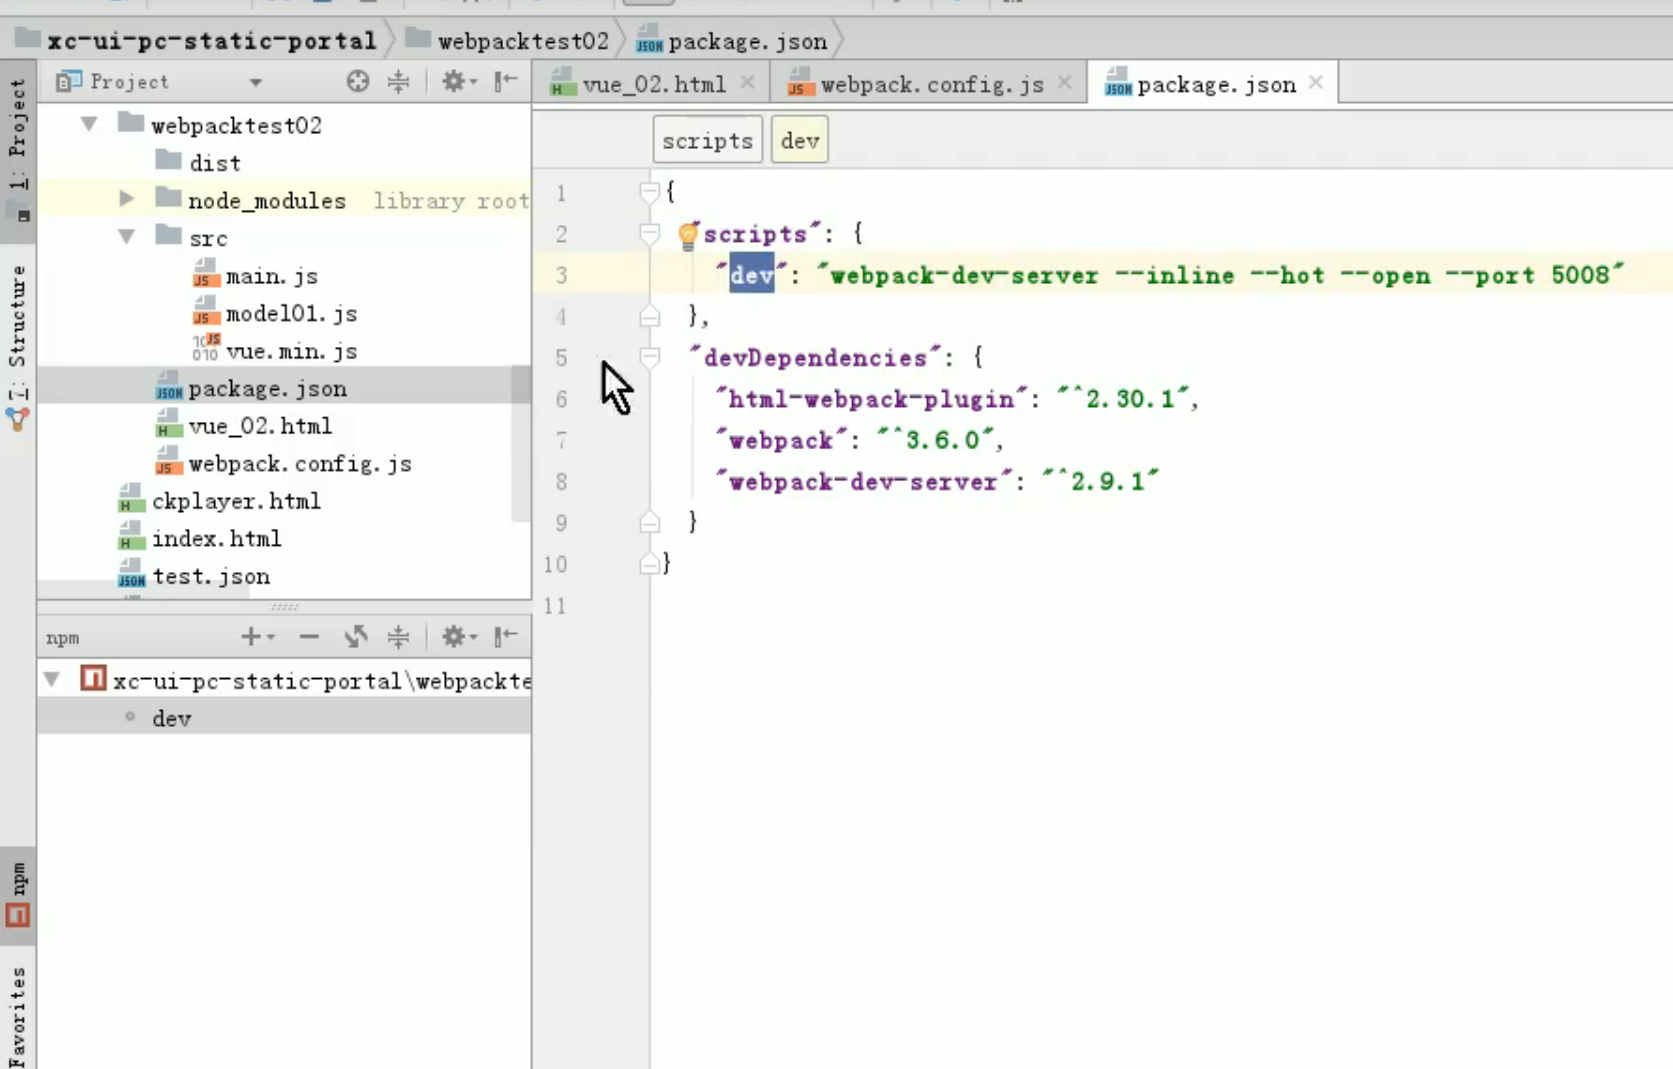 xc-ui-pc-static-portal webpacktest02 package.json
1: Project
Project
vue_02.html webpack.config.js package.json
webpacktest02
dist
node_modules library root
src
main.js
model01.js
vue.min.js
package.json
vue_02.html
webpack.config.js
ckplayer.html
index.html
test.json
7: Structure
scripts dev
1 {
2 "scripts": {
3 "dev": "webpack-dev-server --inline --hot --open --port 5008"
4 },
5 "devDependencies": {
6 "html-webpack-plugin": "^2.30.1",
7 "webpack": "^3.6.0",
8 "webpack-dev-server": "^2.9.1"
9 }
10 }
11
npm
xc-ui-pc-static-portal\webpackte
dev
npm
Favorites